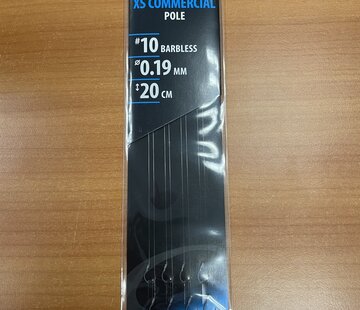 XS COMMERCIAL
POLE
#10 BARBLESS
Ø0.19 MM
↕20 CM